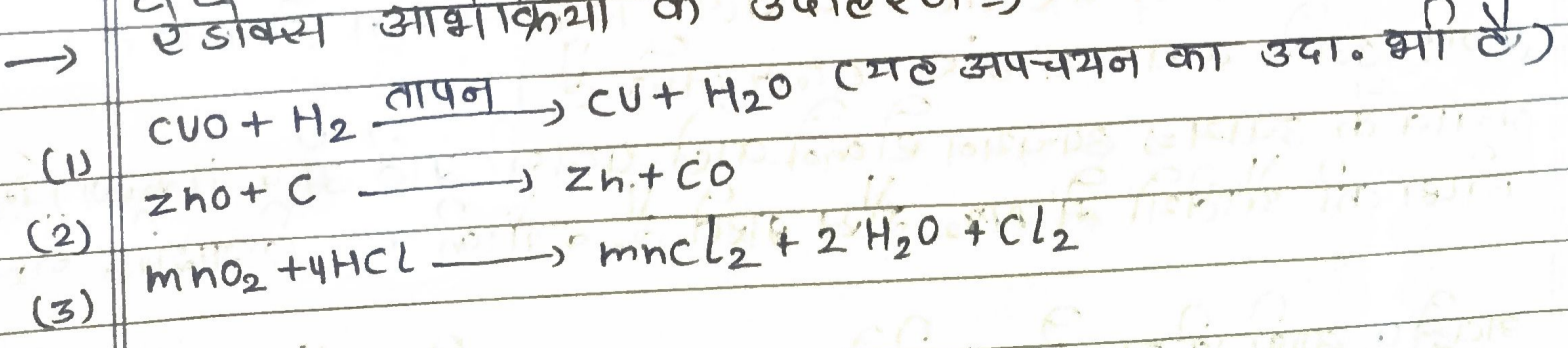 → रेडोक्स अभिक्रिया के उदाहरण →
(1) CUO + H2 तापन → CU + H2O (यह अपचयन का उदा. भी है)
(2) ZnO + C → Zn + CO
(3) mnO2 + 4HCl → mnCl2 + 2H2O + Cl2